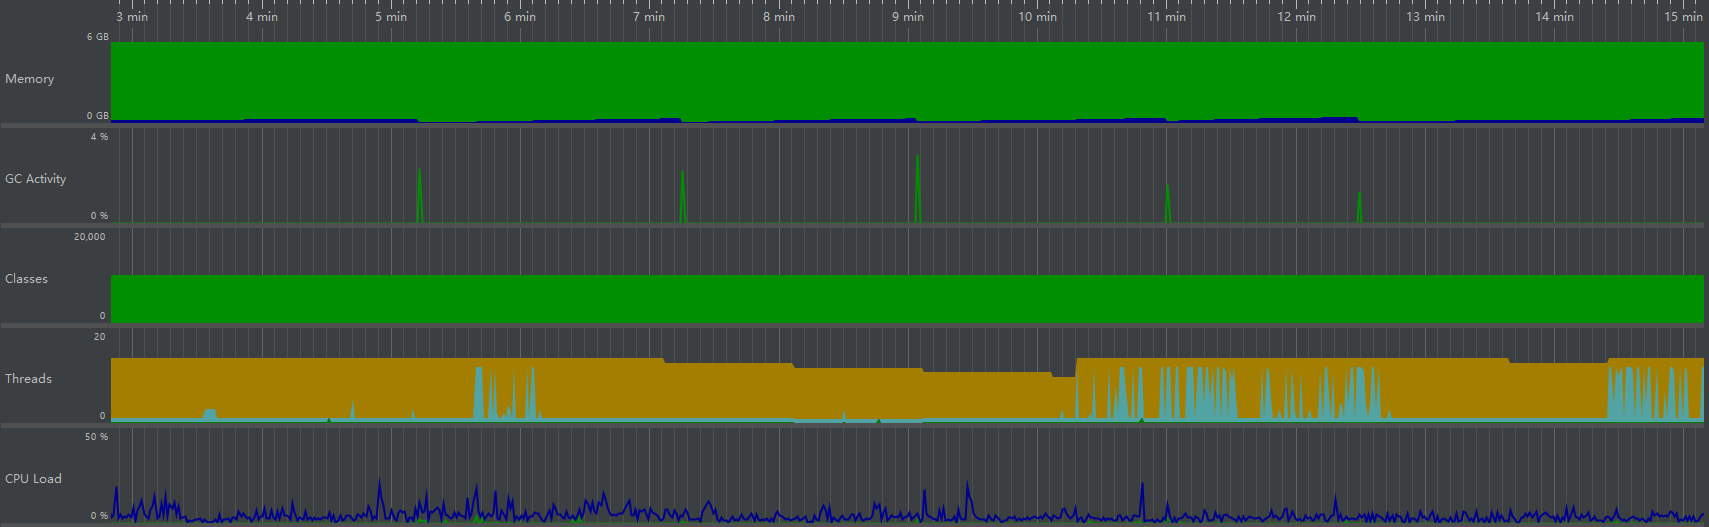 3 min 4 min 5 min 6 min 7 min 8 min 9 min 10 min 11 min 12 min 13 min 14 min 15 min
6 GB
Memory
0 GB
4 %
GC Activity
0 %
20,000
Classes
0
20
Threads
0
50 %
CPU Load
0 %